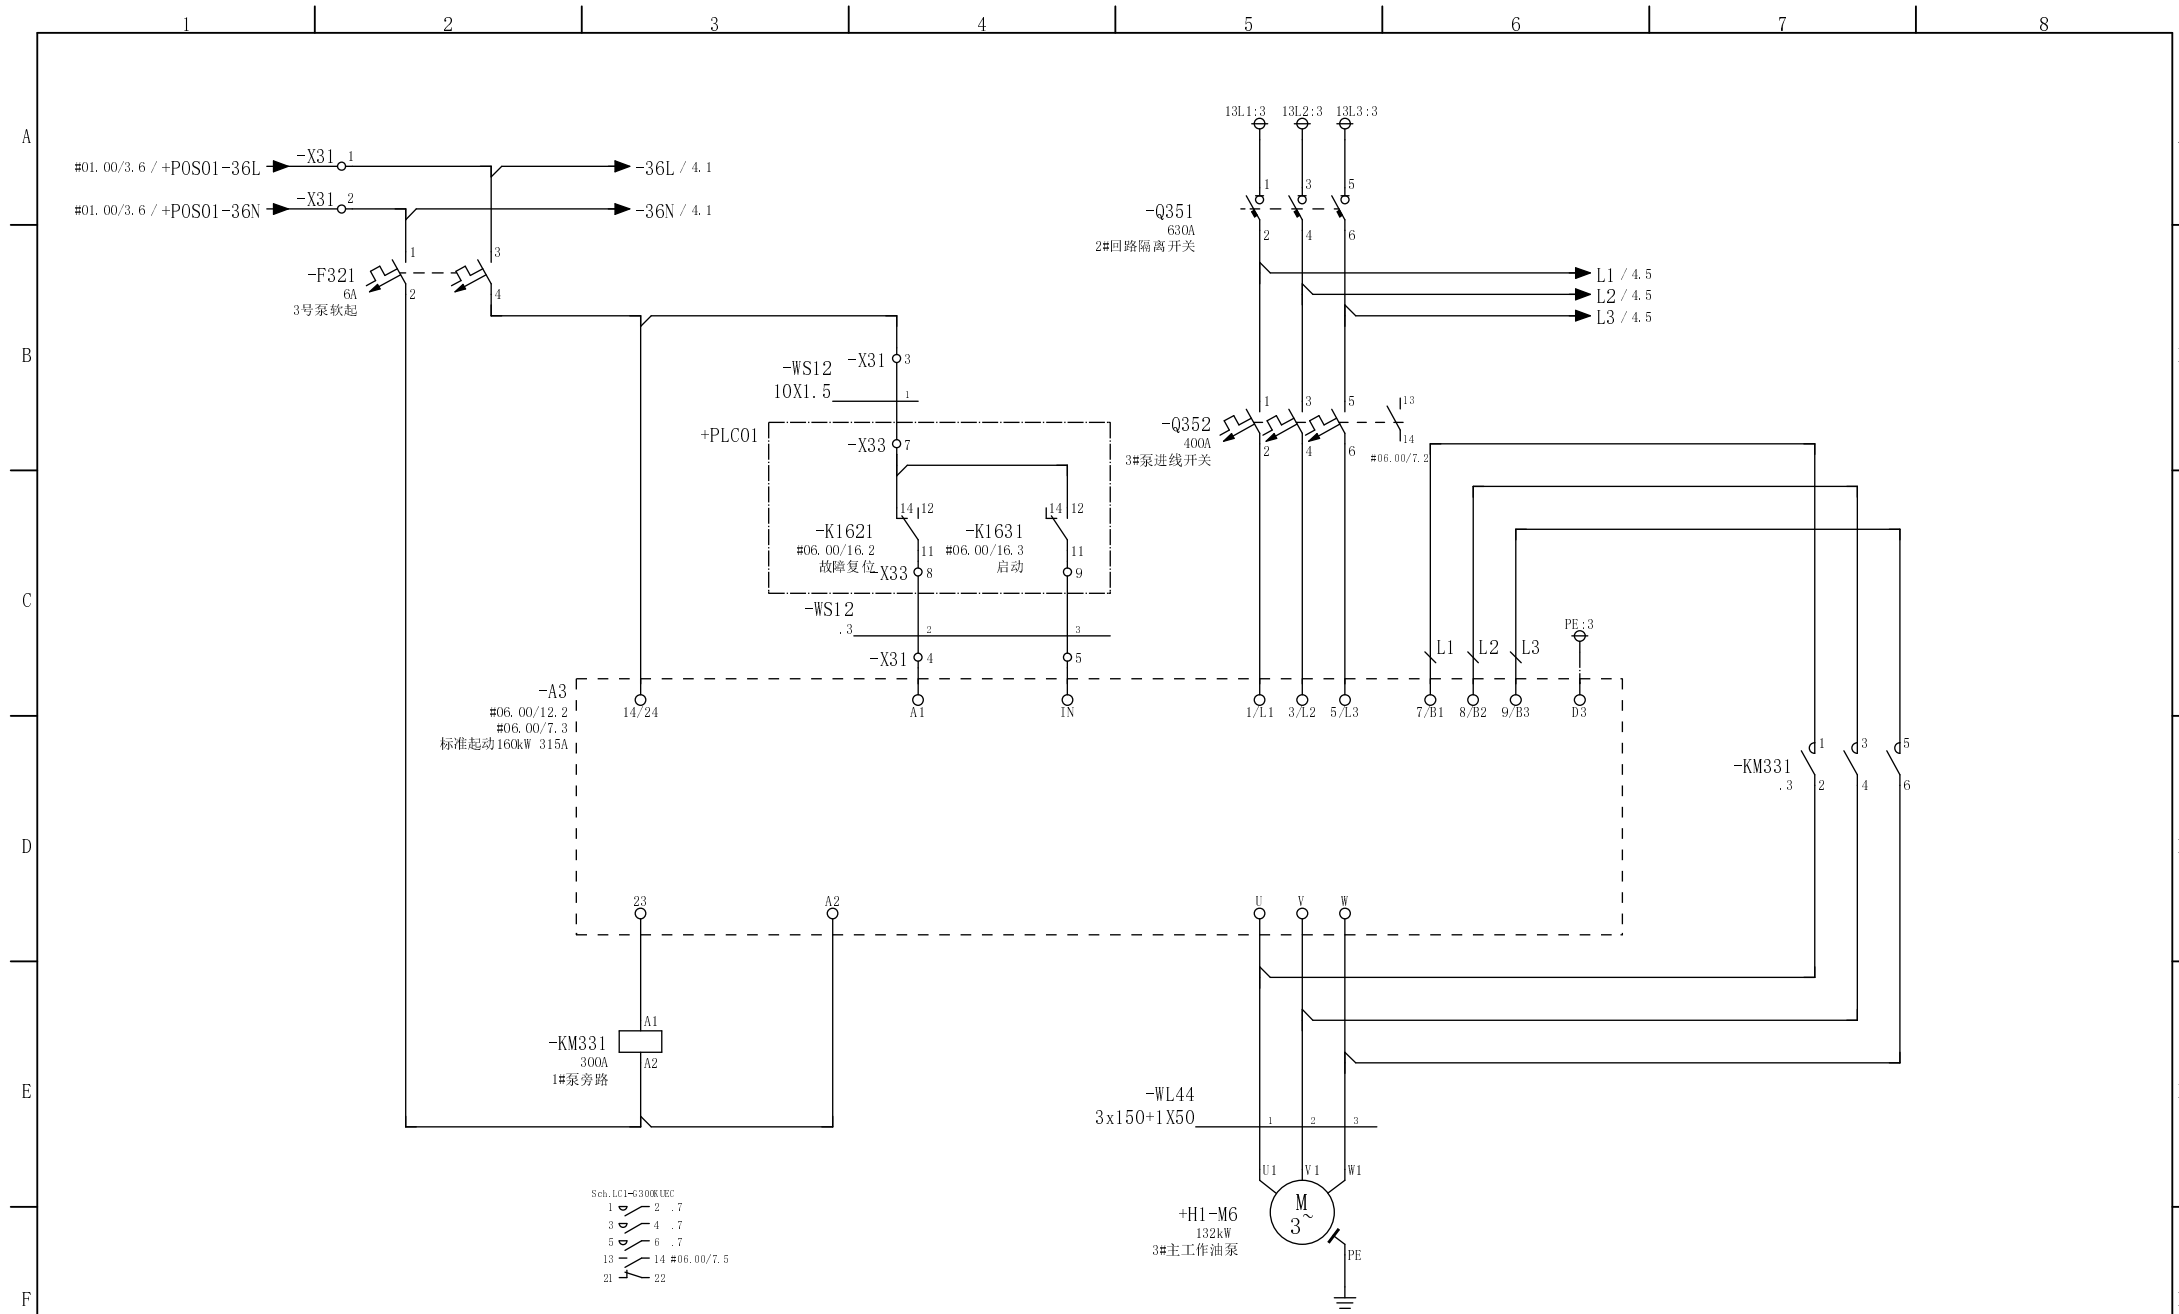 1 2 3 4 5 6 7 8
A
B
C
D
E
F
#01.00/3.6 / +POS01-36L
-X31 1
-36L / 4.1
#01.00/3.6 / +POS01-36N
-X31 2
-36N / 4.1
-F321
6A
3号泵软起
1
2
3
4
13L1:3 13L2:3 13L3:3
-Q351
630A
2#回路隔离开关
1 3 5
2 4 6
L1 / 4.5
L2 / 4.5
L3 / 4.5
-X31 3
-WS12
10X1.5
1
+PLC01
-X33 7
14 12
-K1621
#06.00/16.2
故障复位
11
-X33 8
14 12
-K1631
#06.00/16.3
启动
11
9
-WS12
.3
2 3
-X31 4
5
-Q352
400A
3#泵进线开关
1 3 5
2 4 6
13
14
#06.00/7.2
L1 L2 L3
PE:3
-A3
#06.00/12.2
#06.00/7.3
标准起动160kW 315A
14/24 A1 IN 1/L1 3/L2 5/L3 7/B1 8/B2 9/B3 D3
-KM331
.3
1 3 5
2 4 6
23 A2 U V W
-KM331
300A
1#泵旁路
A1
A2
-WL44
3x150+1X50
1 2 3
U1 V1 W1
M
3~
+H1-M6
132kW
3#主工作油泵
PE
Sch.LC1-G300KUEC
1 2 .7
3 4 .7
5 6 .7
13 14 #06.00/7.5
21 22